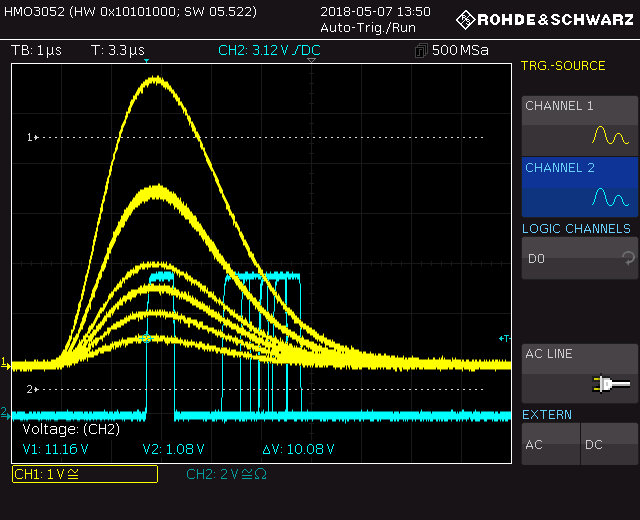 HMO3052 (HW 0x10101000; SW 05.522)
2018-05-07 13:50
Auto-Trig./Run
ROHDE&SCHWARZ
TB: 1µs T: 3.3µs CH2: 3.12 V / DC 500 MSa
TRG.-SOURCE
CHANNEL 1
CHANNEL 2
LOGIC CHANNELS
D0
AC LINE
EXTERN
AC DC
1
1
T
2
2
Voltage: (CH2)
V1: 11.16 V V2: 1.08 V ΔV: 10.08 V
CH1: 1 V≅ CH2: 2 V≅Ω